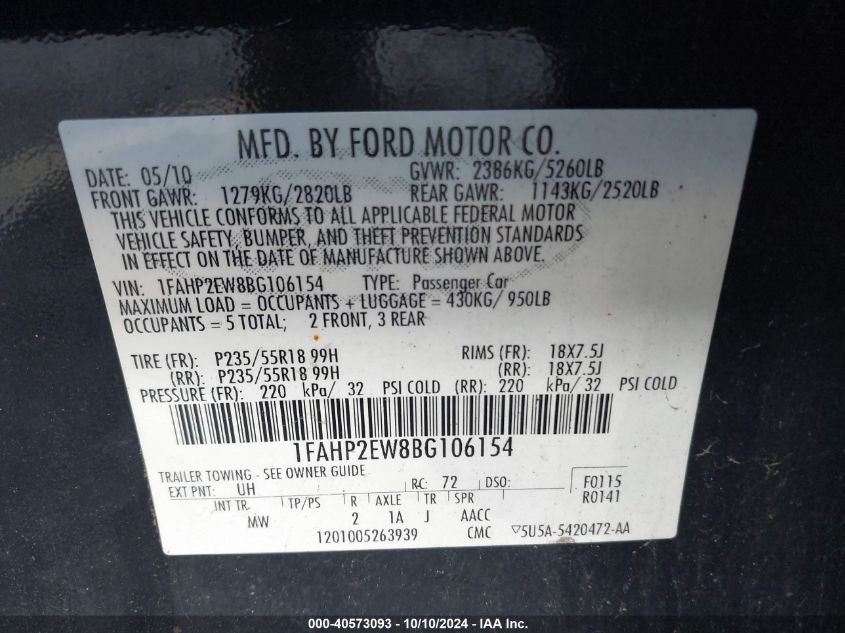 MFD. BY FORD MOTOR CO.
DATE: 05/10 GVWR: 2386KG/5260LB
FRONT GAWR: 1279KG/2820LB REAR GAWR: 1143KG/2520LB
THIS VEHICLE CONFORMS TO ALL APPLICABLE FEDERAL MOTOR
VEHICLE SAFETY, BUMPER, AND THEFT PREVENTION STANDARDS
IN EFFECT ON THE DATE OF MANUFACTURE SHOWN ABOVE.
VIN: 1FAHP2EW8BG106154 TYPE: Passenger Car
MAXIMUM LOAD = OCCUPANTS + LUGGAGE = 430KG/ 950LB
OCCUPANTS = 5 TOTAL; 2 FRONT, 3 REAR
TIRE (FR): P235/55R18 99H RIMS (FR): 18X7.5J
(RR): P235/55R18 99H (RR): 18X7.5J
PRESSURE (FR): 220 kPa/ 32 PSI COLD (RR): 220 kPa/ 32 PSI COLD
1FAHP2EW8BG106154
TRAILER TOWING - SEE OWNER GUIDE
EXT PNT: UH RC: 72 DSO: F0115
R0141
INT TR. TP/PS R AXLE TR SPR
MW 2 1A J AACC
1201005263939 CMC ▽5U5A-5420472-AA
000-40573093 - 10/10/2024 - IAA Inc.